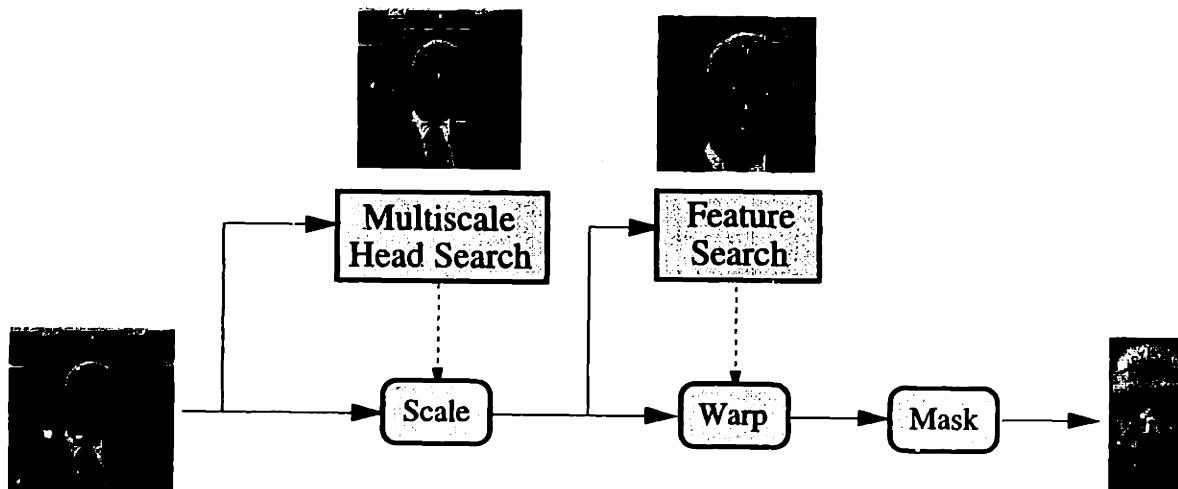 Multiscale
Head Search
Feature
Search
Scale
Warp
Mask